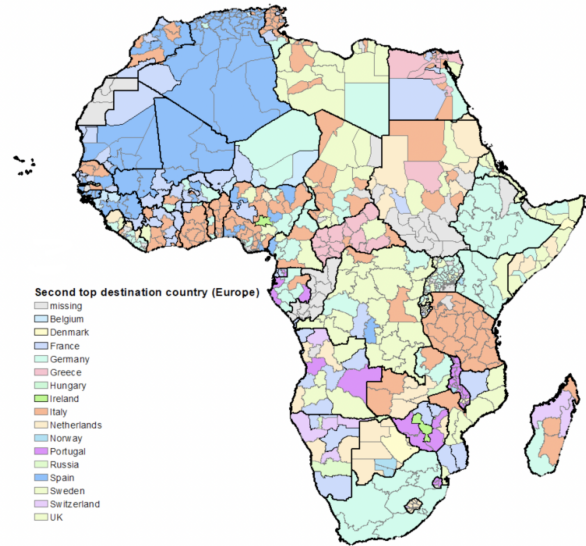 Second top destination country (Europe)
missing
Belgium
Denmark
France
Germany
Greece
Hungary
Ireland
Italy
Netherlands
Norway
Portugal
Russia
Spain
Sweden
Switzerland
UK